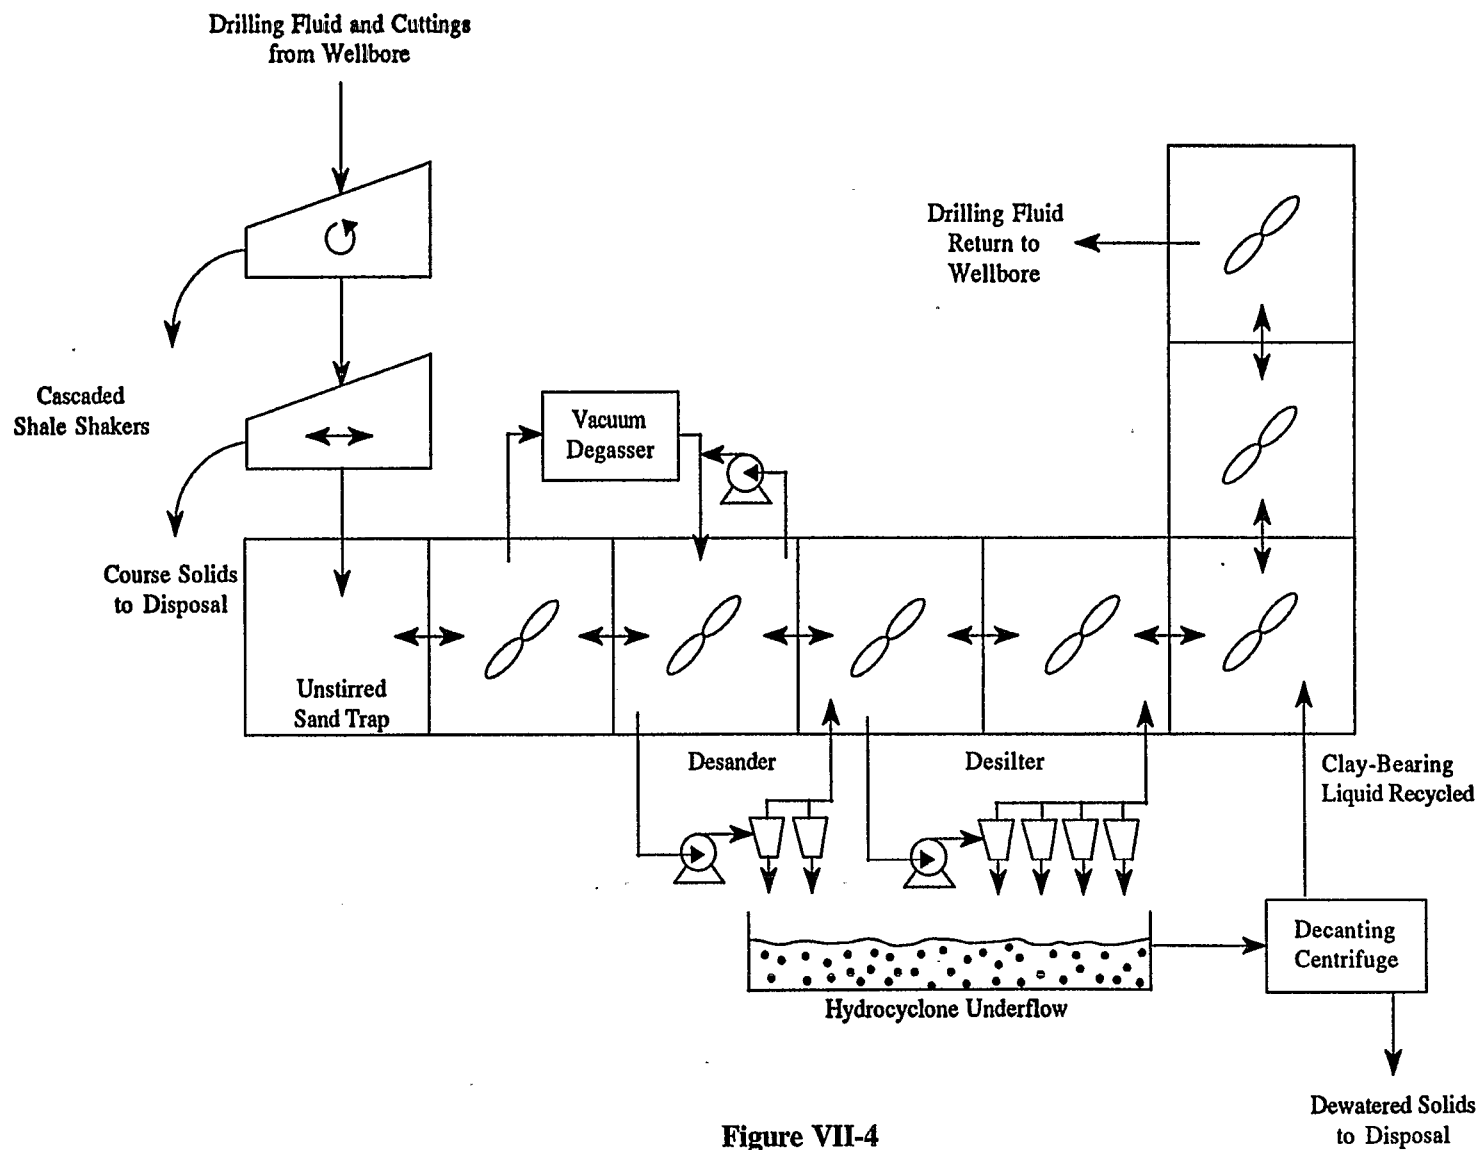 Drilling Fluid and Cuttings
from Wellbore
Drilling Fluid
Return to
Wellbore
Cascaded
Shale Shakers
Vacuum
Degasser
Course Solids
to Disposal
Unstirred
Sand Trap
Desander
Desilter
Clay-Bearing
Liquid Recycled
Decanting
Centrifuge
Hydrocyclone Underflow
Dewatered Solids
to Disposal
Figure VII-4